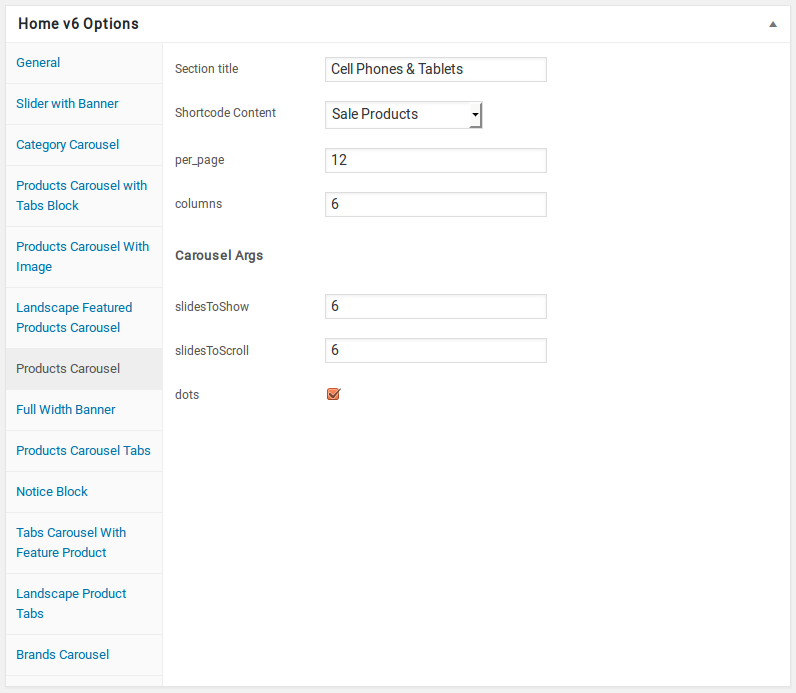 Home v6 Options
General
Slider with Banner
Category Carousel
Products Carousel with
Tabs Block
Products Carousel With
Image
Landscape Featured
Products Carousel
Products Carousel
Full Width Banner
Products Carousel Tabs
Notice Block
Tabs Carousel With
Feature Product
Landscape Product
Tabs
Brands Carousel
Section title Cell Phones & Tablets
Shortcode Content Sale Products
per_page 12
columns 6
Carousel Args
slidesToShow 6
slidesToScroll 6
dots